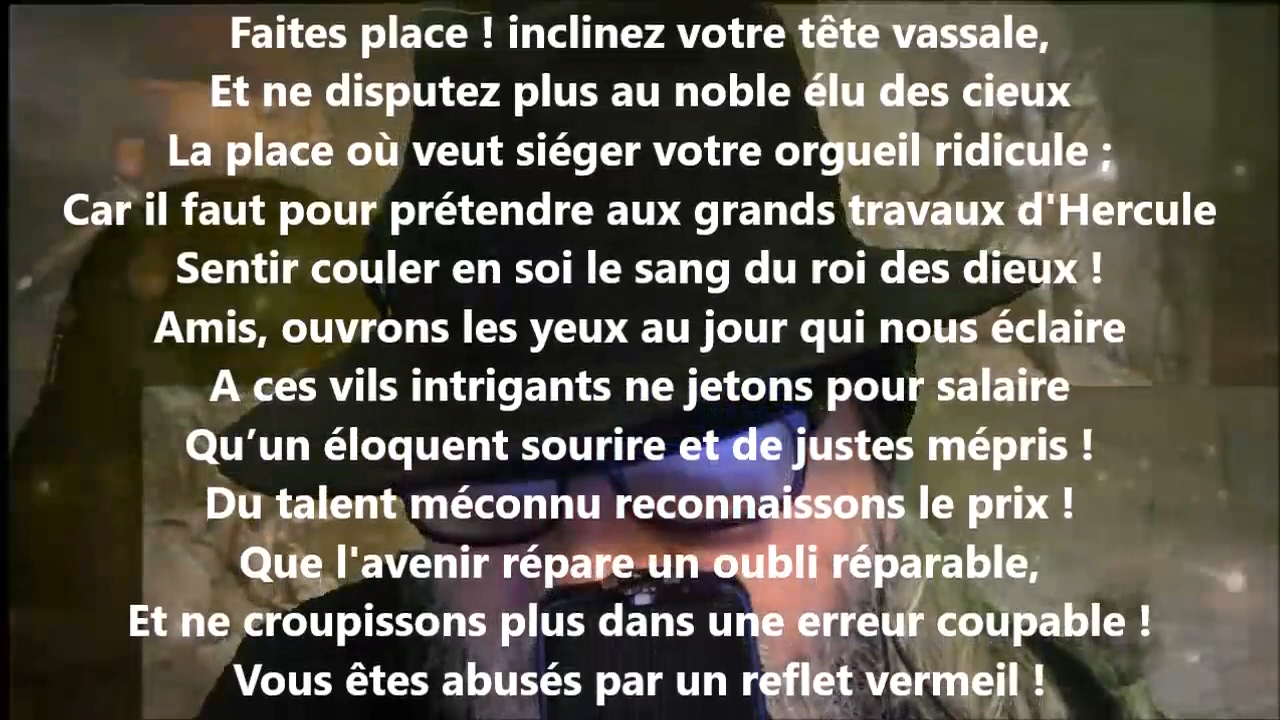 Faites place ! inclinez votre tête vassale,
Et ne disputez plus au noble élu des cieux
La place où veut siéger votre orgueil ridicule ;
Car il faut pour prétendre aux grands travaux d'Hercule
Sentir couler en soi le sang du roi des dieux !
Amis, ouvrons les yeux au jour qui nous éclaire
A ces vils intrigants ne jetons pour salaire
Qu’un éloquent sourire et de justes mépris !
Du talent méconnu reconnaissons le prix !
Que l'avenir répare un oubli réparable,
Et ne croupissons plus dans une erreur coupable !
Vous êtes abusés par un reflet vermeil !